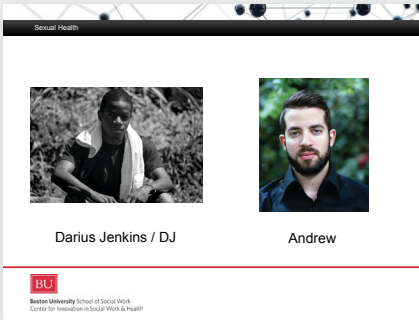 Sexual Health
Darius Jenkins / DJ
Andrew
BU
Boston University School of Social Work
Center for Innovation in Social Work & Health